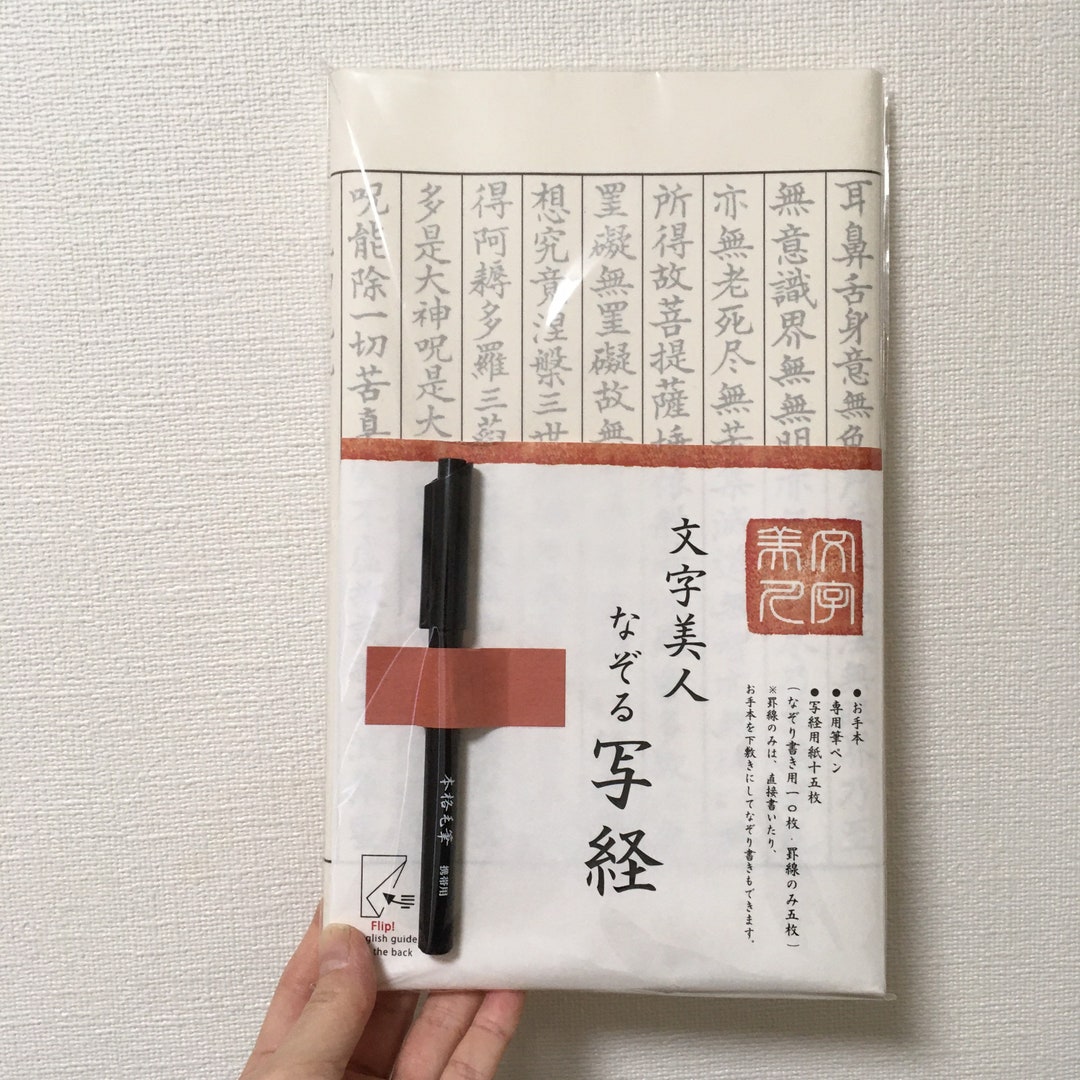 耳鼻舌身意無色
無意識界無無明
亦無老死尽無苦
所得故菩提薩埵
罣礙無罣礙故無
想究竟涅槃三世
得阿耨多羅三藐
多是大神呪是大
呪能除一切苦真
文字
美人
●お手本
●専用筆ペン
●写経用紙十五枚
(なぞり書き用一〇枚・罫線のみ五枚)
※罫線のみは、直接書いたり、
お手本を下敷きにしてなぞり書きもできます。
文字美人
なぞる写経
本格毛筆 携帯用
Flip!
glish guide
the back